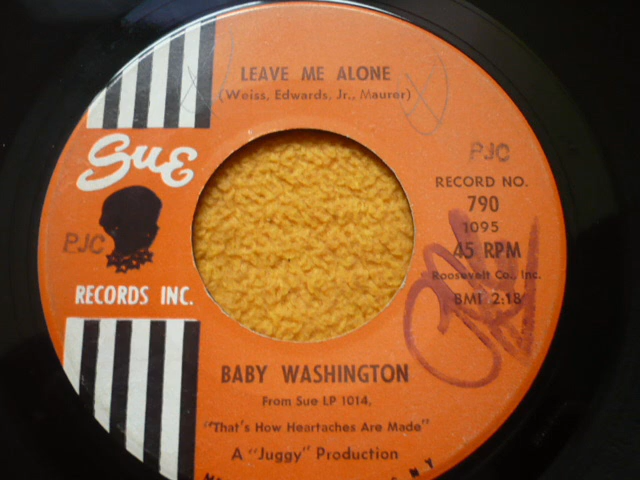 LEAVE ME ALONE
(Weiss, Edwards, Jr., Maurer)
Sue
RECORDS INC.
PJC
PJC
RECORD NO.
790
1095
45 RPM
Roosevelt Co., Inc.
BMI 2:18
BABY WASHINGTON
From Sue LP 1014,
"That's How Heartaches Are Made"
A "Juggy" Production
N Y